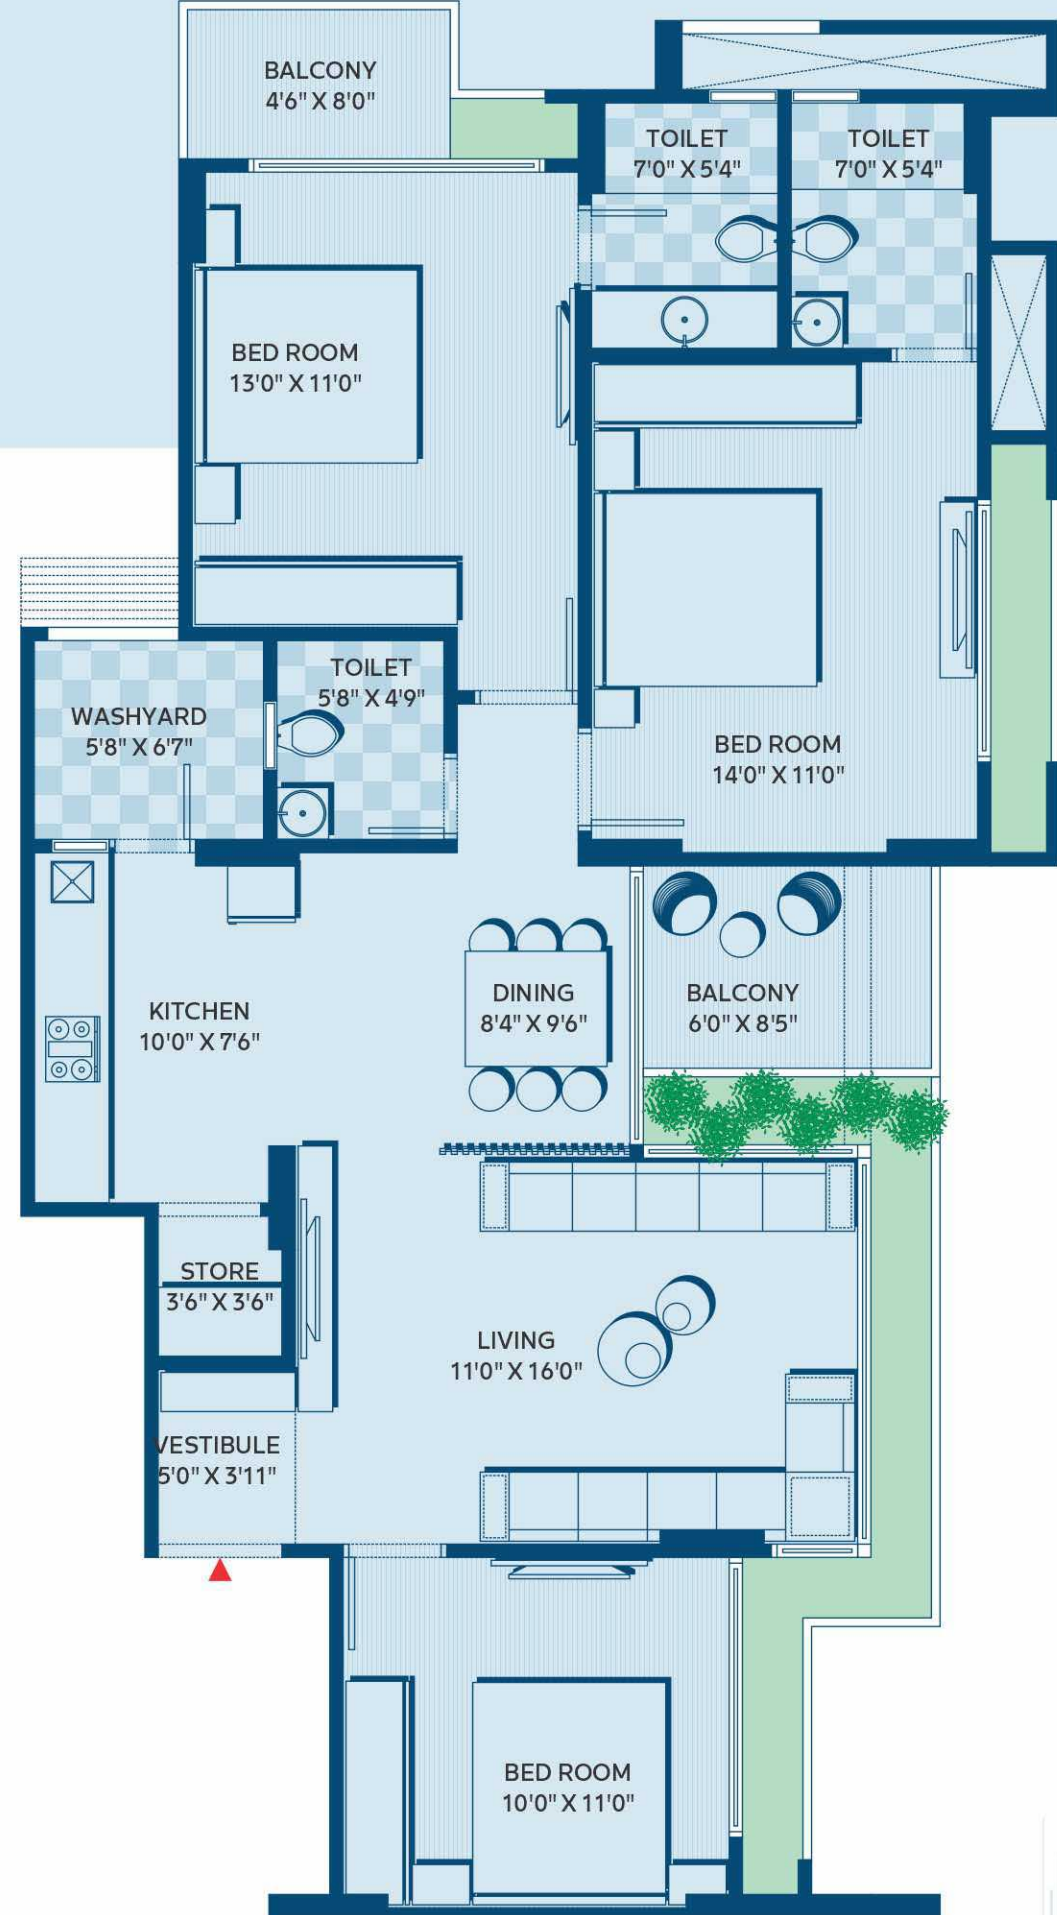 BALCONY
4'6" X 8'0"
TOILET
7'0" X 5'4"
TOILET
7'0" X 5'4"
BED ROOM
13'0" X 11'0"
TOILET
5'8" X 4'9"
WASHYARD
5'8" X 6'7"
BED ROOM
14'0" X 11'0"
KITCHEN
10'0" X 7'6"
DINING
8'4" X 9'6"
BALCONY
6'0" X 8'5"
STORE
3'6" X 3'6"
LIVING
11'0" X 16'0"
VESTIBULE
5'0" X 3'11"
BED ROOM
10'0" X 11'0"